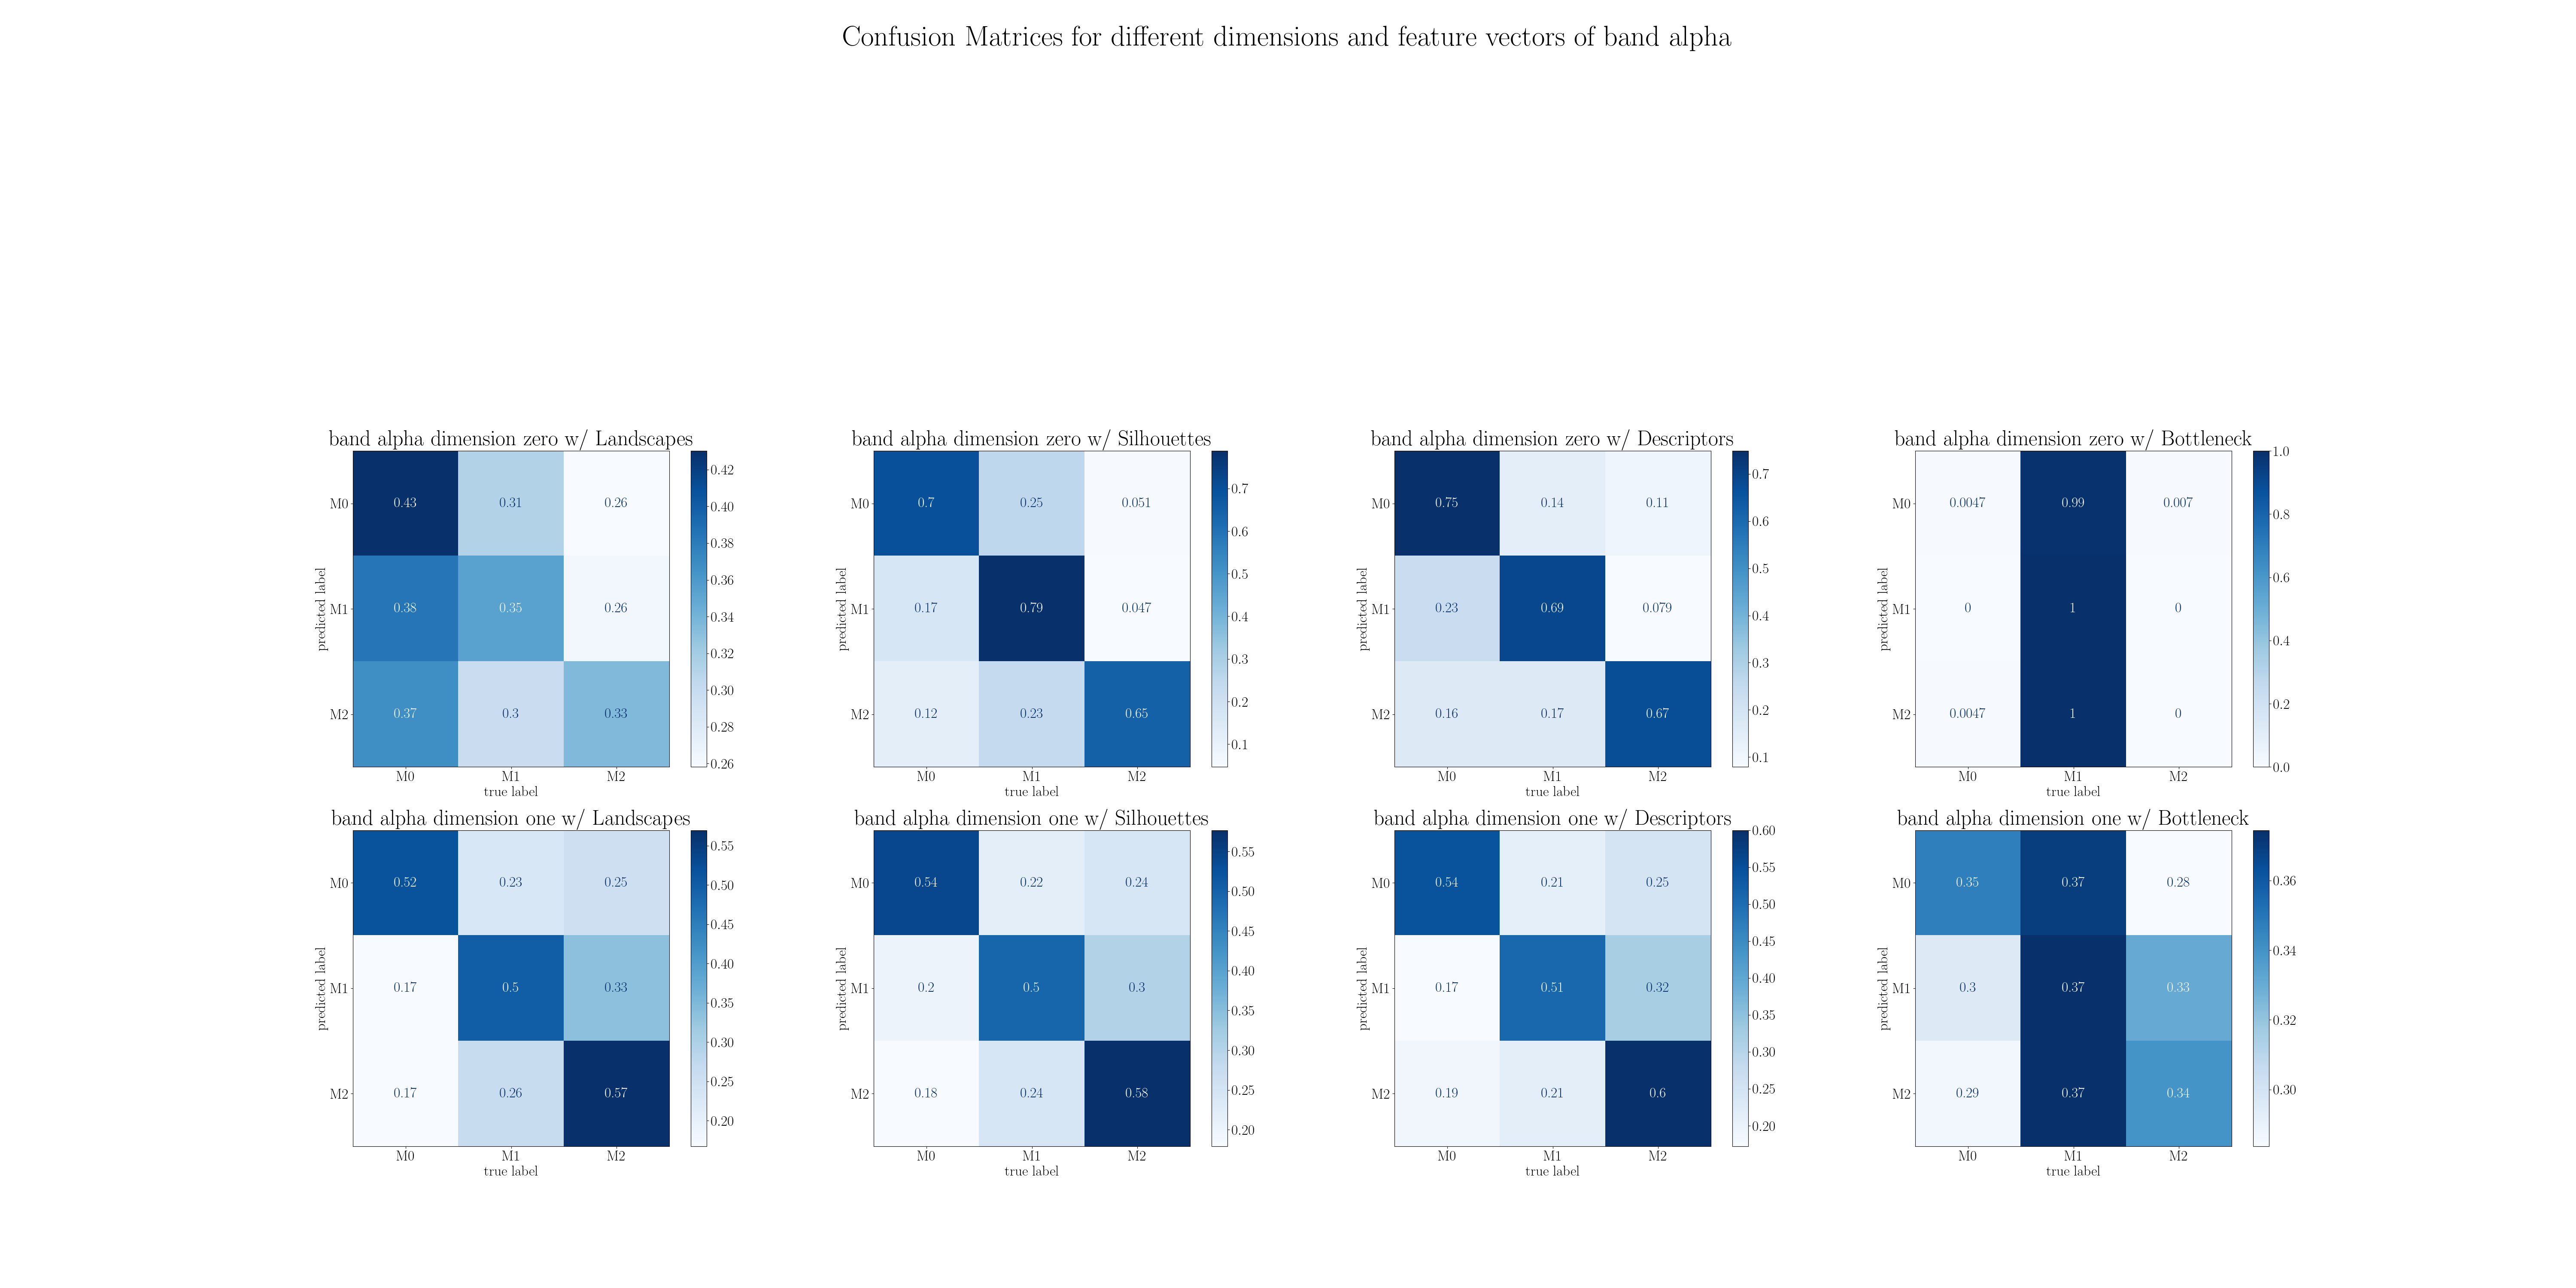 Confusion Matrices for different dimensions and feature vectors of band alpha
band alpha dimension zero w/ Landscapes
predicted label
M0 0.43 0.31 0.26
M1 0.38 0.35 0.26
M2 0.37 0.3 0.33
M0 M1 M2
true label
0.42
0.40
0.38
0.36
0.34
0.32
0.30
0.28
0.26
band alpha dimension zero w/ Silhouettes
predicted label
M0 0.7 0.25 0.051
M1 0.17 0.79 0.047
M2 0.12 0.23 0.65
M0 M1 M2
true label
0.7
0.6
0.5
0.4
0.3
0.2
0.1
band alpha dimension zero w/ Descriptors
predicted label
M0 0.75 0.14 0.11
M1 0.23 0.69 0.079
M2 0.16 0.17 0.67
M0 M1 M2
true label
0.7
0.6
0.5
0.4
0.3
0.2
0.1
band alpha dimension zero w/ Bottleneck
predicted label
M0 0.0047 0.99 0.007
M1 0 1 0
M2 0.0047 1 0
M0 M1 M2
true label
1.0
0.8
0.6
0.4
0.2
0.0
band alpha dimension one w/ Landscapes
predicted label
M0 0.52 0.23 0.25
M1 0.17 0.5 0.33
M2 0.17 0.26 0.57
M0 M1 M2
true label
0.55
0.50
0.45
0.40
0.35
0.30
0.25
0.20
band alpha dimension one w/ Silhouettes
predicted label
M0 0.54 0.22 0.24
M1 0.2 0.5 0.3
M2 0.18 0.24 0.58
M0 M1 M2
true label
0.55
0.50
0.45
0.40
0.35
0.30
0.25
0.20
band alpha dimension one w/ Descriptors
predicted label
M0 0.54 0.21 0.25
M1 0.17 0.51 0.32
M2 0.19 0.21 0.6
M0 M1 M2
true label
0.60
0.55
0.50
0.45
0.40
0.35
0.30
0.25
0.20
band alpha dimension one w/ Bottleneck
predicted label
M0 0.35 0.37 0.28
M1 0.3 0.37 0.33
M2 0.29 0.37 0.34
M0 M1 M2
true label
0.36
0.34
0.32
0.30